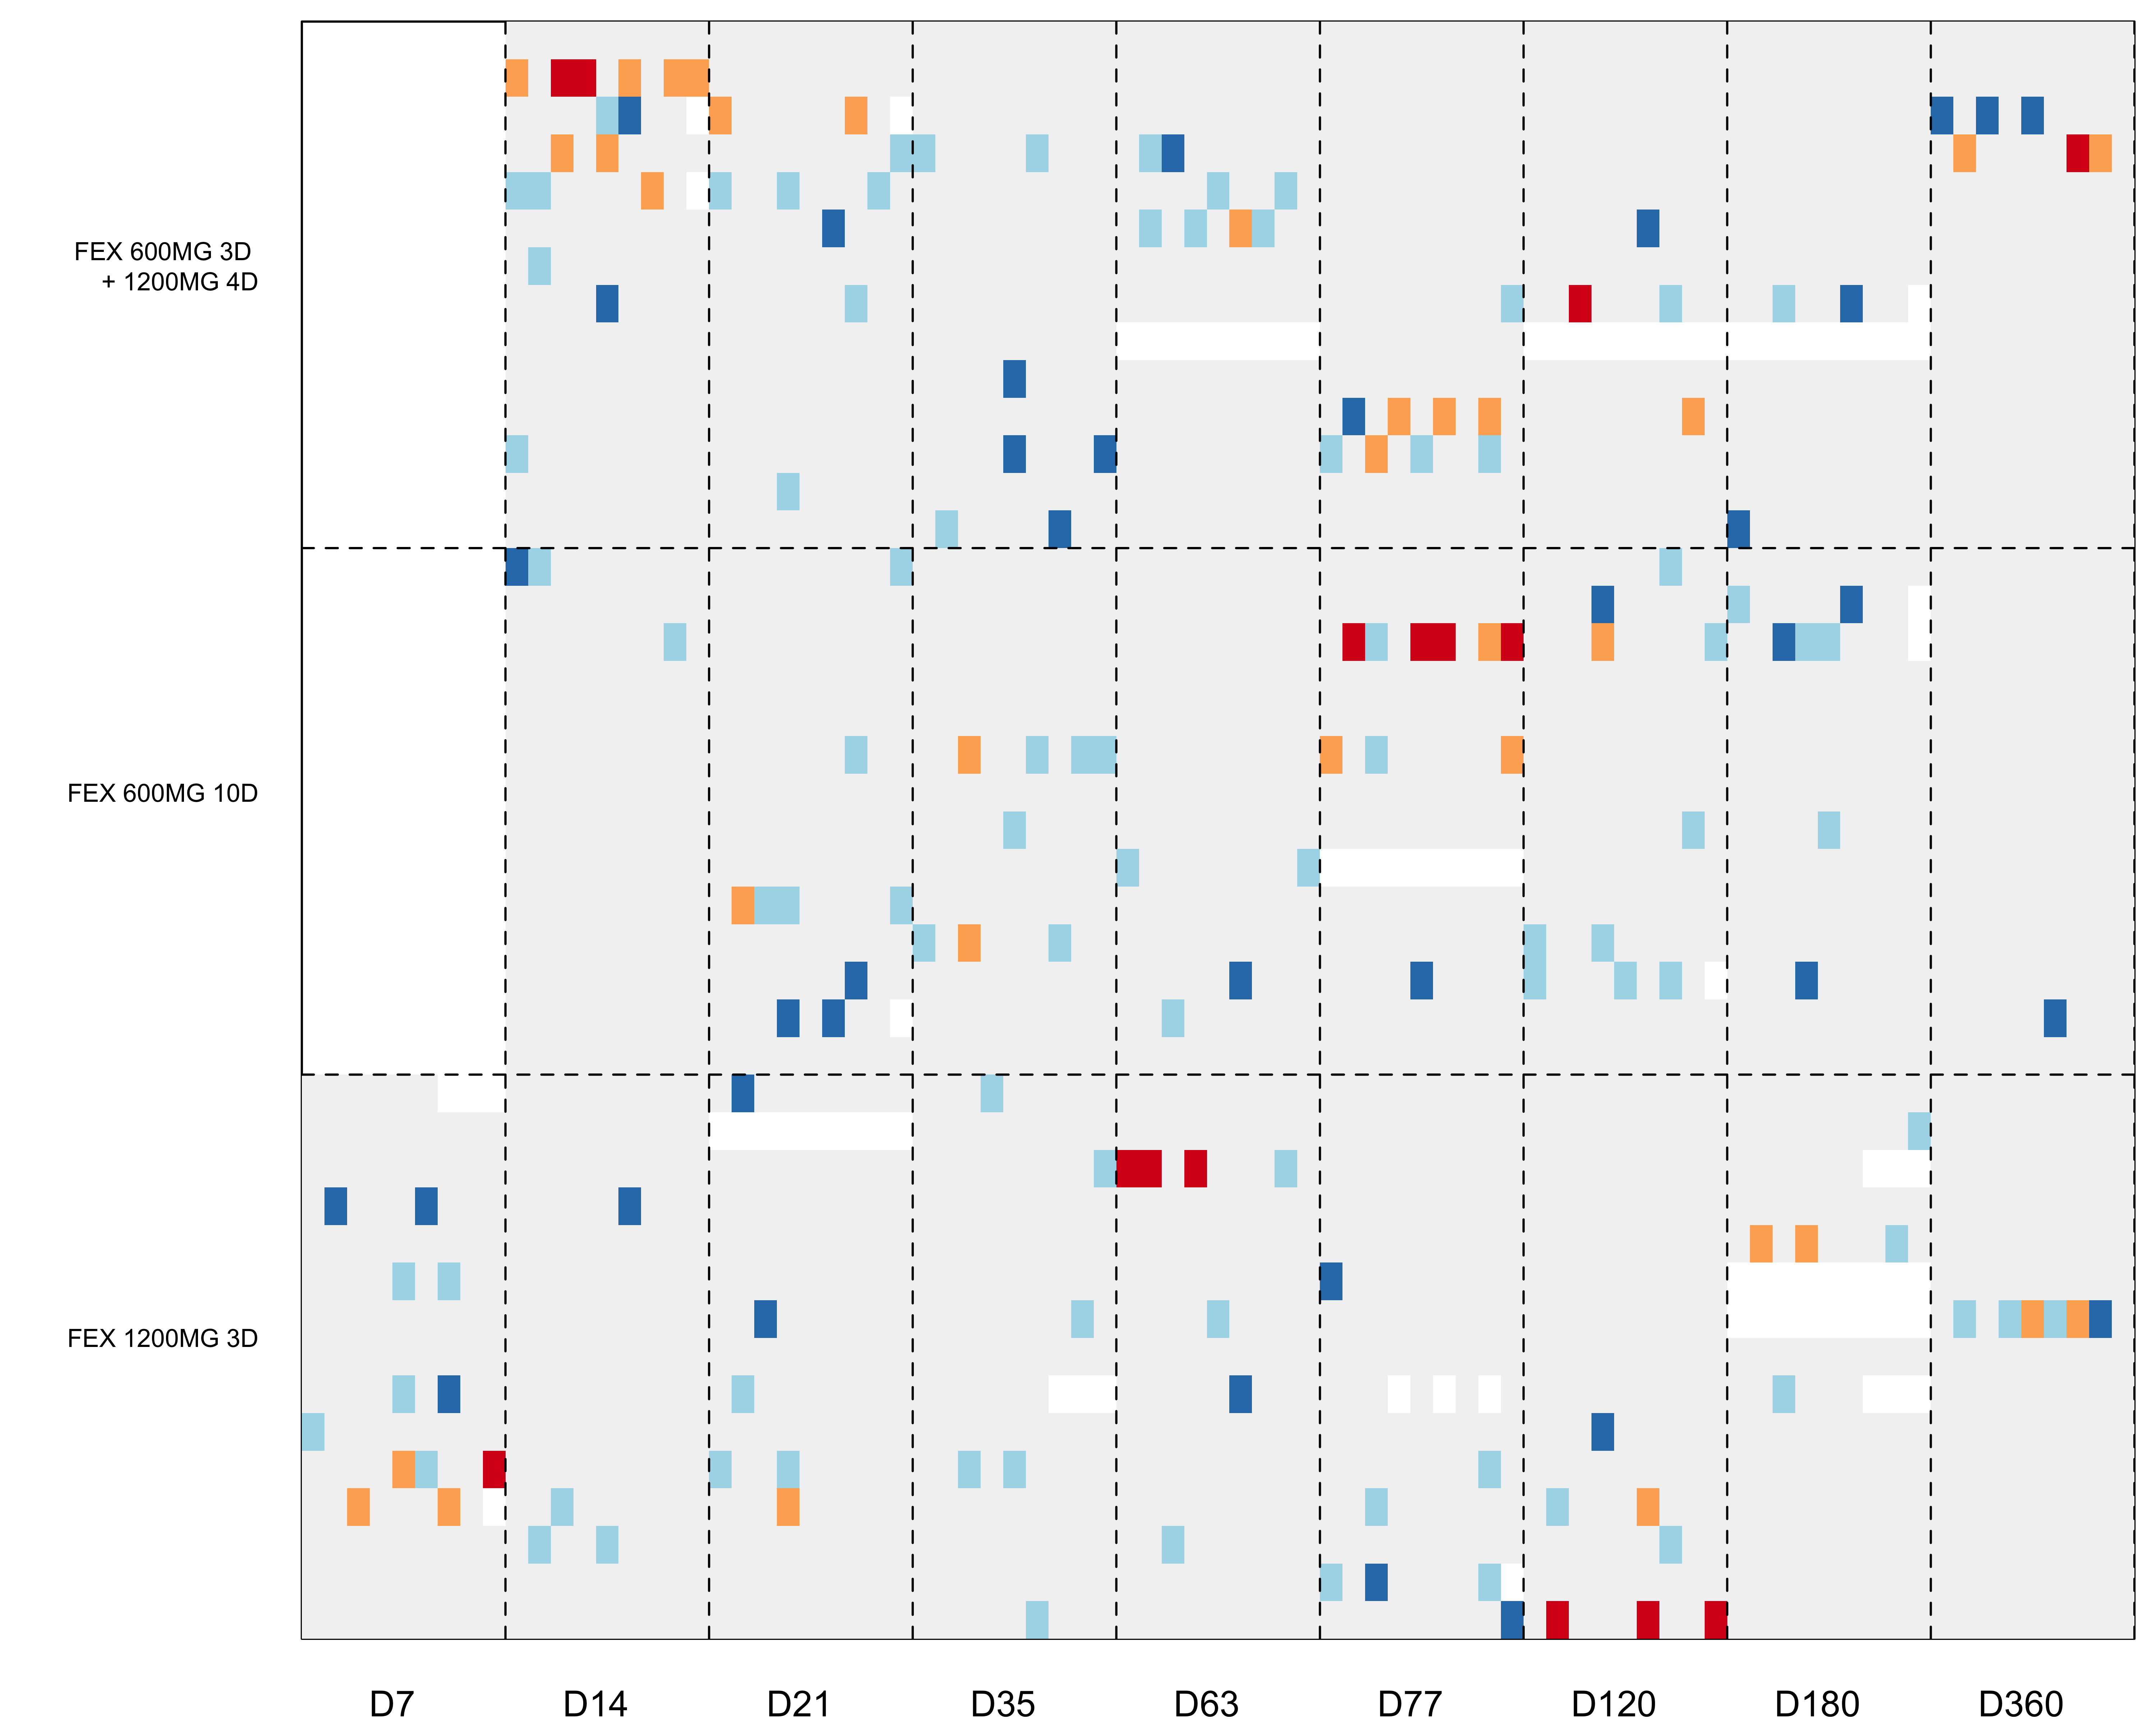 FEX 600MG 3D
+ 1200MG 4D
FEX 600MG 10D
FEX 1200MG 3D
D7 D14 D21 D35 D63 D77 D120 D180 D360